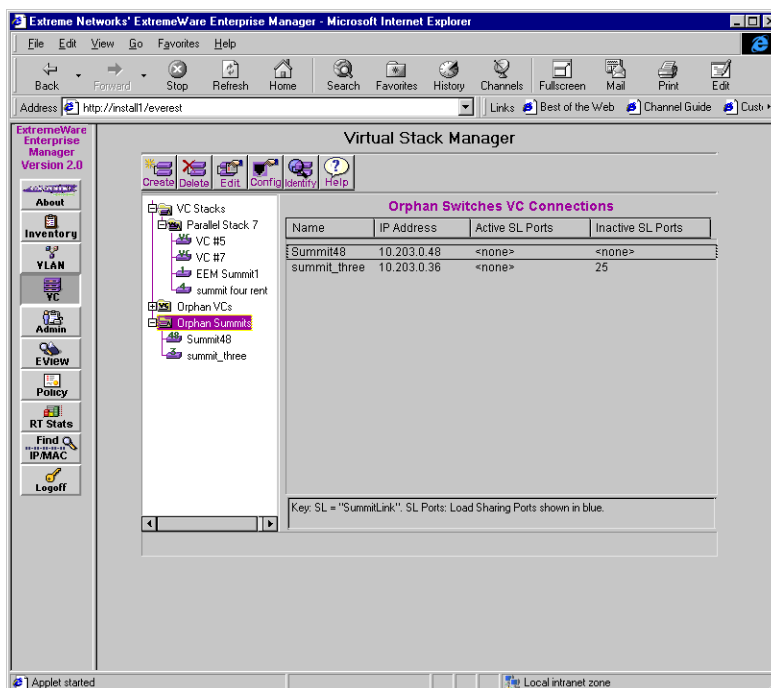 Extreme Networks' ExtremeWare Enterprise Manager - Microsoft Internet Explorer
File Edit View Go Favorites Help
Back Forward Stop Refresh Home Search Favorites History Channels Fullscreen Mail Print Edit
Address http://install1/everest Links Best of the Web Channel Guide
ExtremeWare
Enterprise
Manager
Version 2.0
About
Inventory
VLAN
VC
Admin
EView
Policy
RT Stats
Find
IP/MAC
Logoff
Virtual Stack Manager
Create Delete Edit Config Identify Help
VC Stacks
Parallel Stack 7
VC #5
VC #7
EEM Summit1
summit four rent
Orphan VCs
Orphan Summits
Summit48
summit_three
Orphan Switches VC Connections
Name IP Address Active SL Ports Inactive SL Ports
Summit48 10.203.0.48 <none> <none>
summit_three 10.203.0.36 <none> 25
Key: SL = "SummitLink". SL Ports: Load Sharing Ports shown in blue.
Applet started Local intranet zone